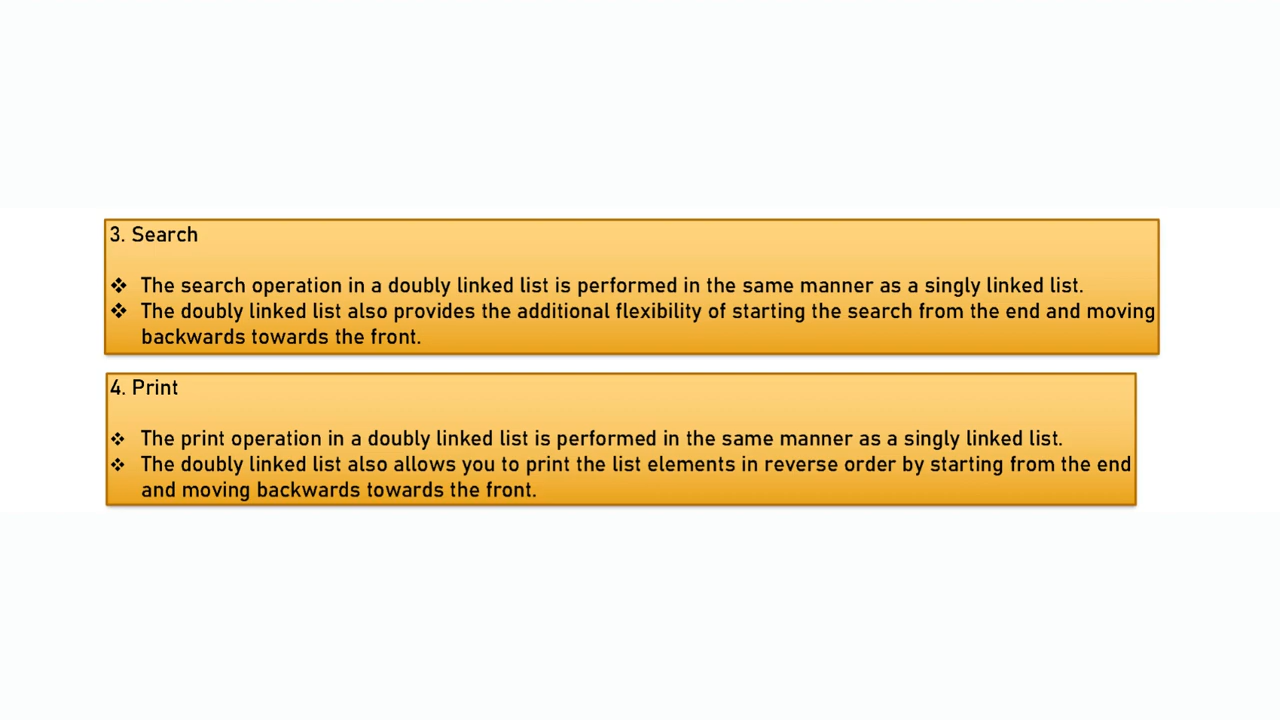 3. Search
❖ The search operation in a doubly linked list is performed in the same manner as a singly linked list.
❖ The doubly linked list also provides the additional flexibility of starting the search from the end and moving
backwards towards the front.
4. Print
❖ The print operation in a doubly linked list is performed in the same manner as a singly linked list.
❖ The doubly linked list also allows you to print the list elements in reverse order by starting from the end
and moving backwards towards the front.